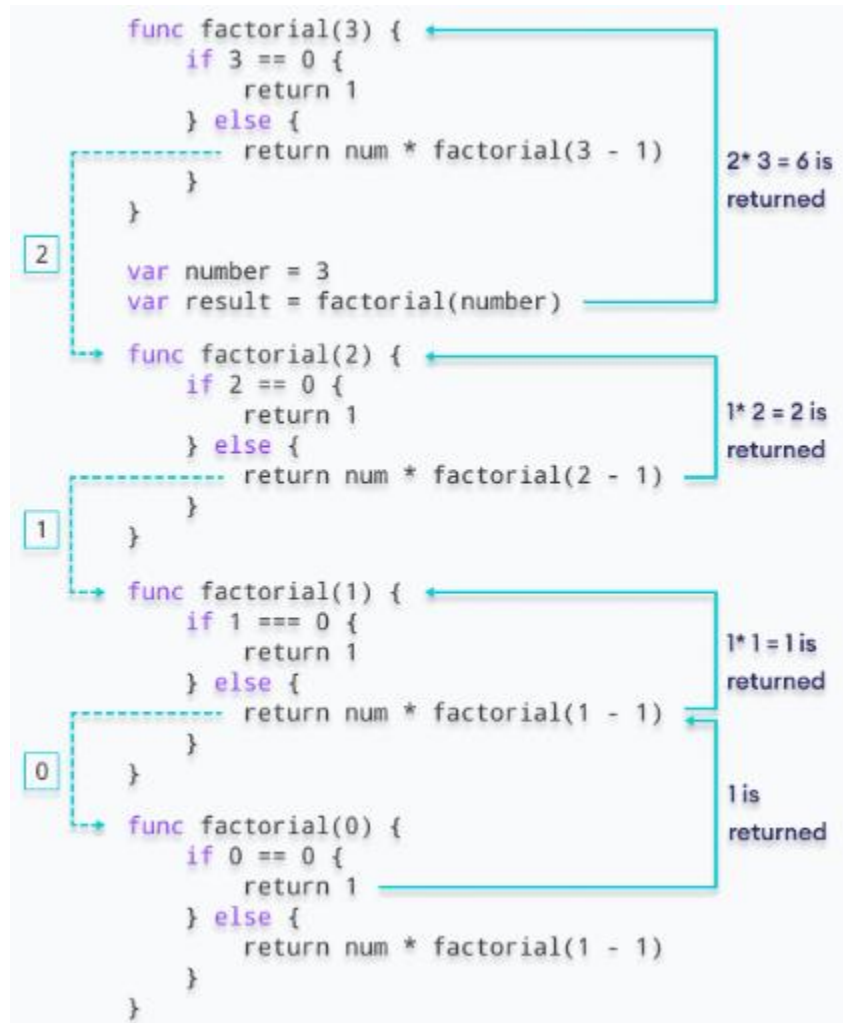 func factorial(3) {
if 3 == 0 {
return 1
} else {
return num * factorial(3 - 1)
}
}
2* 3 = 6 is
returned
2
var number = 3
var result = factorial(number)
func factorial(2) {
if 2 == 0 {
return 1
} else {
return num * factorial(2 - 1)
}
}
1* 2 = 2 is
returned
1
func factorial(1) {
if 1 === 0 {
return 1
} else {
return num * factorial(1 - 1)
}
}
1* 1 = 1 is
returned
0
func factorial(0) {
if 0 == 0 {
return 1
} else {
return num * factorial(1 - 1)
}
}
1 is
returned